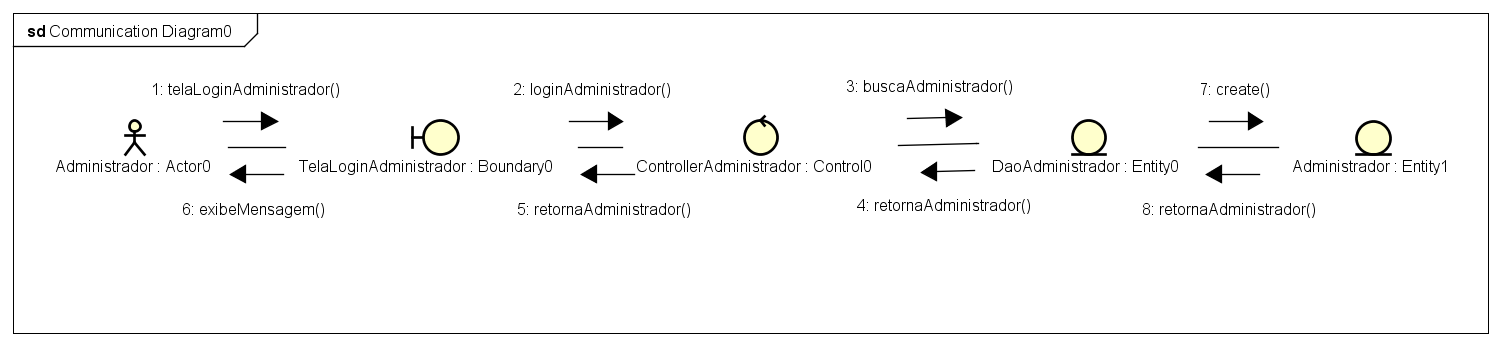 sd Communication Diagram0
1: telaLoginAdministrador()
2: loginAdministrador()
3: buscaAdministrador()
7: create()
Administrador : Actor0
TelaLoginAdministrador : Boundary0
ControllerAdministrador : Control0
DaoAdministrador : Entity0
Administrador : Entity1
6: exibeMensagem()
5: retornaAdministrador()
4: retornaAdministrador()
8: retornaAdministrador()